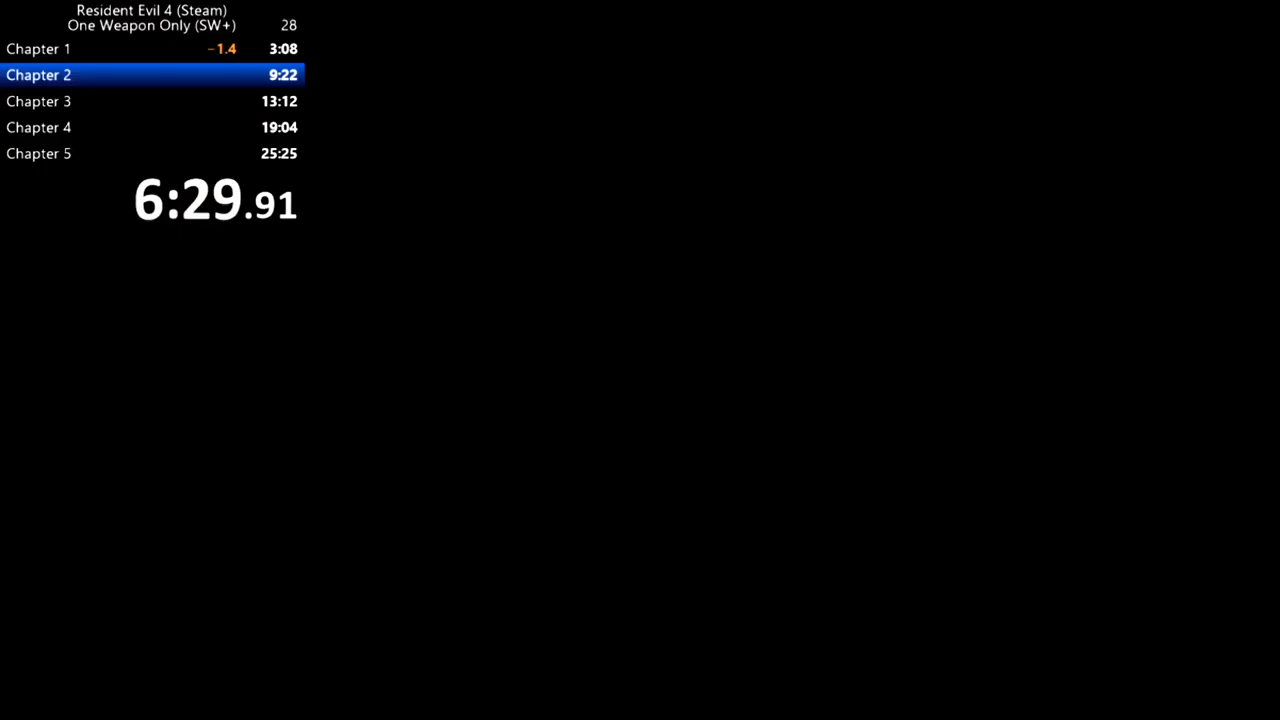 Resident Evil 4 (Steam)
One Weapon Only (SW+) 28
Chapter 1 −1.4 3:08
Chapter 2 9:22
Chapter 3 13:12
Chapter 4 19:04
Chapter 5 25:25
6:29.91